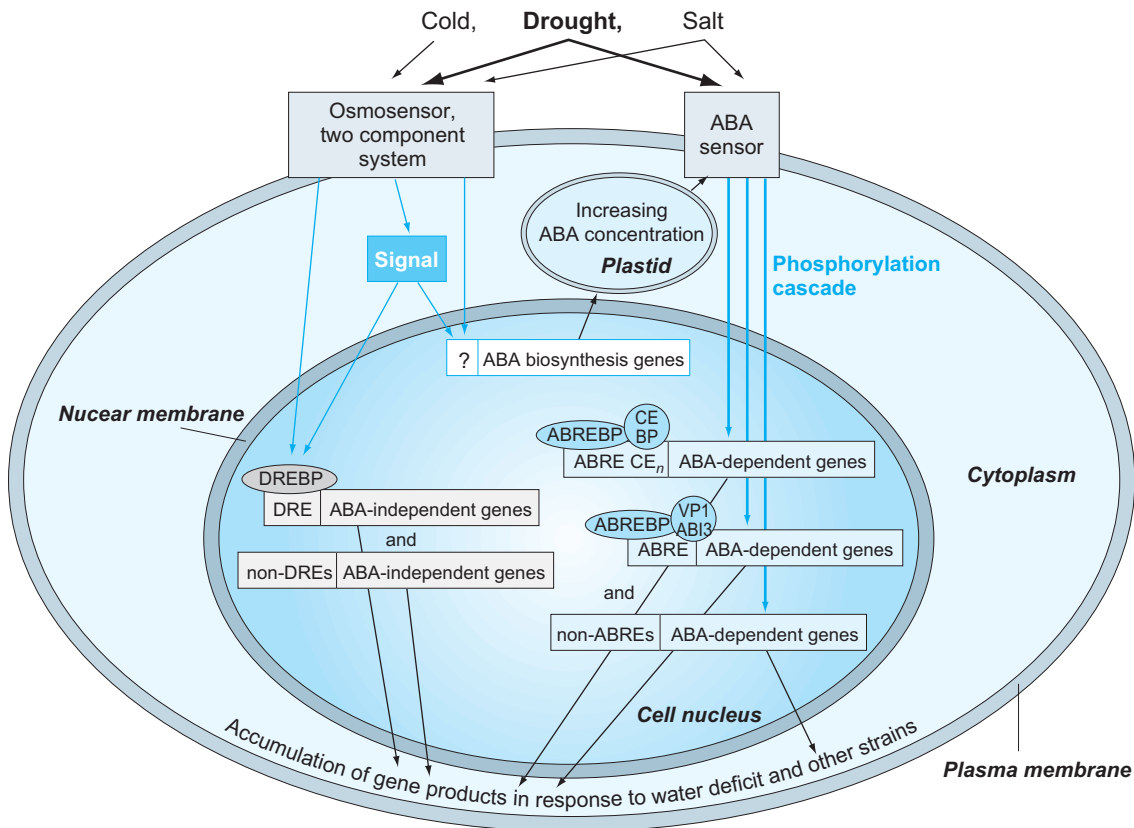 Cold, Drought, Salt
Osmosensor,
two component
system
ABA
sensor
Increasing
ABA concentration
Plastid
Signal
Phosphorylation
cascade
? ABA biosynthesis genes
Nucear membrane
ABREBP CE
BP
ABRE CEn ABA-dependent genes
Cytoplasm
DREBP
DRE ABA-independent genes
and
non-DREs ABA-independent genes
ABREBP VP1
ABI3
ABRE ABA-dependent genes
and
non-ABREs ABA-dependent genes
Cell nucleus
Accumulation of gene products in response to water deficit and other strains
Plasma membrane